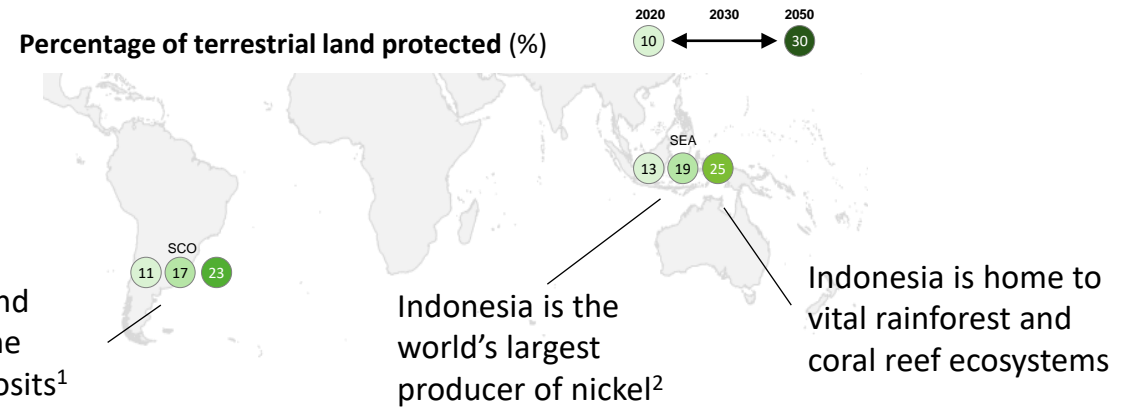 2020 2030 2050
Percentage of terrestrial land protected (%)
10 30
SEA
13 19 25
SCO
11 17 23
Indonesia is the
world's largest
producer of nickel2
Indonesia is home to
vital rainforest and
coral reef ecosystems